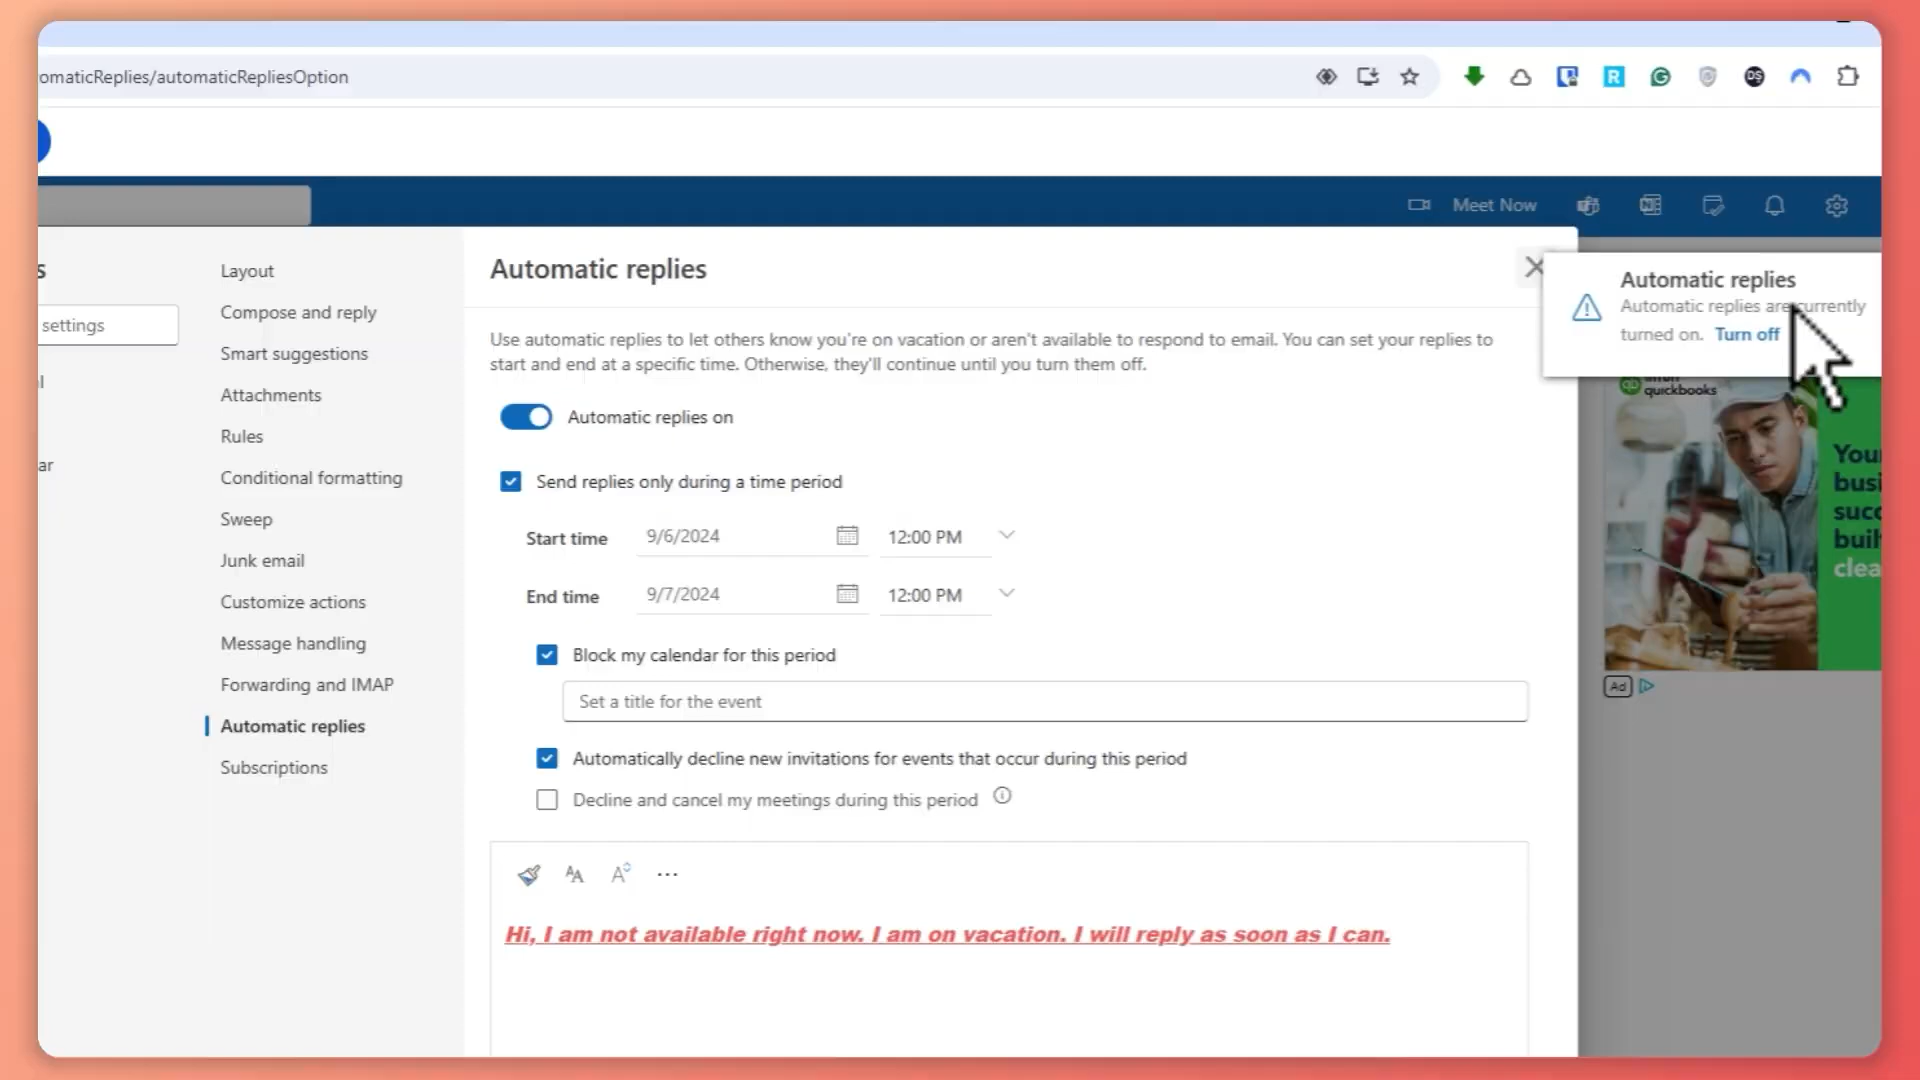 omaticReplies/automaticRepliesOption
Meet Now
Automatic replies
Automatic replies are currently
turned on. Turn off
s
settings
l
ar
Layout
Compose and reply
Smart suggestions
Attachments
Rules
Conditional formatting
Sweep
Junk email
Customize actions
Message handling
Forwarding and IMAP
Automatic replies
Subscriptions
Automatic replies
Use automatic replies to let others know you're on vacation or aren't available to respond to email. You can set your replies to
start and end at a specific time. Otherwise, they'll continue until you turn them off.
Automatic replies on
Send replies only during a time period
Start time 9/6/2024 12:00 PM
End time 9/7/2024 12:00 PM
Block my calendar for this period
Set a title for the event
Automatically decline new invitations for events that occur during this period
Decline and cancel my meetings during this period
Hi, I am not available right now. I am on vacation. I will reply as soon as I can.
quickbooks
You
busi
succ
buil
clea
Ad